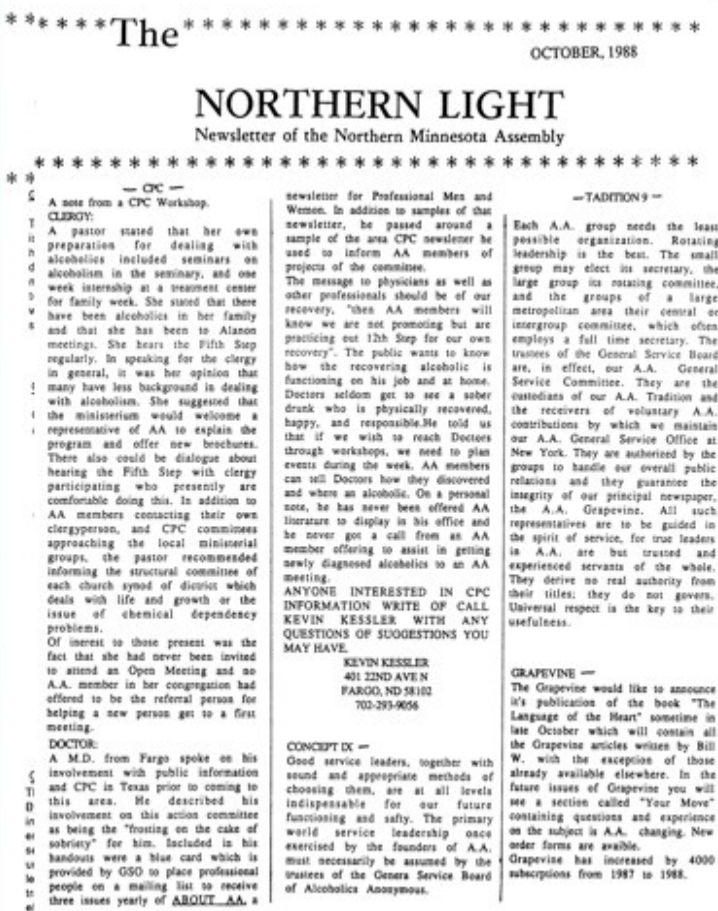 The
OCTOBER, 1988
NORTHERN LIGHT
Newsletter of the Northern Minnesota Assembly
— CPC —
A note from a CPC Workshop.
CLERGY:
A pastor stated that her own
preparation for dealing with
alcoholics included seminars on
alcoholism in the seminary, and one
week internship at a treatment center
for family week. She stated that there
have been alcoholics in her family
and that she has been to Alanon
meetings. She hears the Fifth Step
regularly. In speaking for the clergy
in general, it was her opinion that
many have less background in dealing
with alcoholism. She suggested that
the ministerium would welcome a
representative of AA to explain the
program and offer new brochures.
There also could be dialogue about
hearing the Fifth Step with clergy
participating who presently are
comfortable doing this. In addition to
AA members contacting their own
clergyperson, and CPC committees
approaching the local ministerial
groups, the pastor recommended
informing the structural committee of
each church synod of district which
deals with life and growth or the
issue of chemical dependency
problems.
Of inerest to those present was the
fact that she had never been invited
to attend an Open Meeting and no
A.A. member in her congregation had
offered to be the referral person for
helping a new person get to a first
meeting.
DOCTOR:
A M.D. from Fargo spoke on his
involvement with public information
and CPC in Texas prior to coming to
this area. He described his
involvement on this action committee
as being the "frosting on the cake of
sobriety" for him. Included in his
handouts were a blue card which is
provided by GSO to place professional
people on a mailing list to receive
three issues yearly of ABOUT AA, a
newsletter for Professional Men and
Wemen. In addition to samples of that
newsletter, he passed around a
sample of the area CPC newsletter he
used to inform AA members of
projects of the committee.
The message to physicians as well as
other professionals should be of our
recovery, "then AA members will
know we are not promoting but are
practicing out 12th Step for our own
recovery". The public wants to know
how the recovering alcoholic is
functioning on his job and at home.
Doctors seldom get to see a sober
drunk who is physically recovered,
happy, and responsible.He told us
that if we wish to reach Doctors
through workshops, we need to plan
events during the week. AA members
can tell Doctors how they discovered
and where an alcoholic. On a personal
note, he has never been offered AA
literature to display in his office and
he never got a call from an AA
member offering to assist in getting
newly diagnosed alcoholics to an AA
meeting.
ANYONE INTERESTED IN CPC
INFORMATION WRITE OF CALL
KEVIN KESSLER WITH ANY
QUESTIONS OF SUGGESTIONS YOU
MAY HAVE.
KEVIN KESSLER
401 22ND AVE N
FARGO, ND 58102
702-293-9056
CONCEPT IX —
Good service leaders, together with
sound and appropriate methods of
choosing them, are at all levels
indispensable for our future
functioning and safty. The primary
world service leadership once
exercised by the founders of A.A.
must necessarily be assumed by the
trustees of the Genera Service Board
of Alcoholics Anonymous.
— TADITION 9 —
Each A.A. group needs the least
possible organization. Rotating
leadership is the best. The small
group may elect its secretary, the
large group its rotating committee,
and the groups of a large
metropolitan area their central or
intergroup committee, which often
employs a full time secretary. The
trustees of the General Service Board
are, in effect, our A.A. General
Service Committee. They are the
custodians of our A.A. Tradition and
the receivers of voluntary A.A.
contributions by which we maintain
our A.A. General Service Office at
New York. They are authorized by the
groups to handle our overall public
relations and they guarantee the
integrity of our principal newspaper,
the A.A. Grapevine. All such
representatives are to be guided in
the spirit of service, for true leaders
in A.A. are but trusted and
experienced servants of the whole.
They derive no real authority from
their titles; they do not govern.
Universal respect is the key to their
usefulness.
GRAPEVINE —
The Grapevine would like to announce
it's publication of the book "The
Language of the Heart" sometime in
late October which will contain all
the Grapevine articles written by Bill
W. with the exception of those
already available elsewhere. In the
future issues of Grapevine you will
see a section called "Your Move"
containing questions and experience
on the subject is A.A. changing. New
order forms are avaible.
Grapevine has increased by 4000
subscrptions from 1987 to 1988.